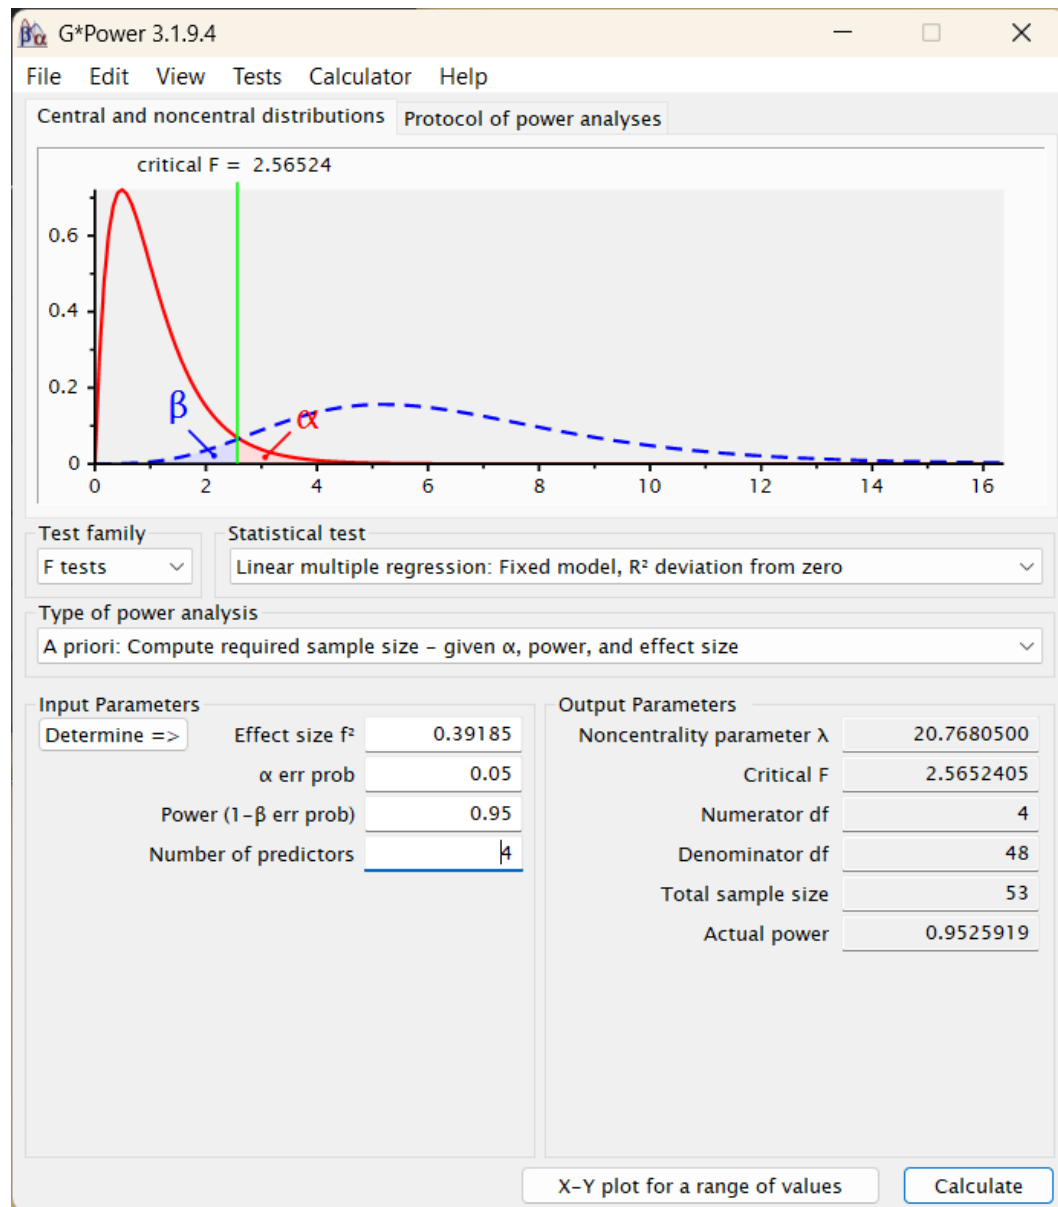 G*Power 3.1.9.4
File Edit View Tests Calculator Help
Central and noncentral distributions Protocol of power analyses
critical F = 2.56524
0.6
0.4
0.2
0
β
α
0 2 4 6 8 10 12 14 16
Test family Statistical test
F tests Linear multiple regression: Fixed model, R² deviation from zero
Type of power analysis
A priori: Compute required sample size – given α, power, and effect size
Input Parameters Output Parameters
Determine => Effect size f² 0.39185 Noncentrality parameter λ 20.7680500
α err prob 0.05 Critical F 2.5652405
Power (1–β err prob) 0.95 Numerator df 4
Number of predictors 4 Denominator df 48
Total sample size 53
Actual power 0.9525919
X–Y plot for a range of values Calculate